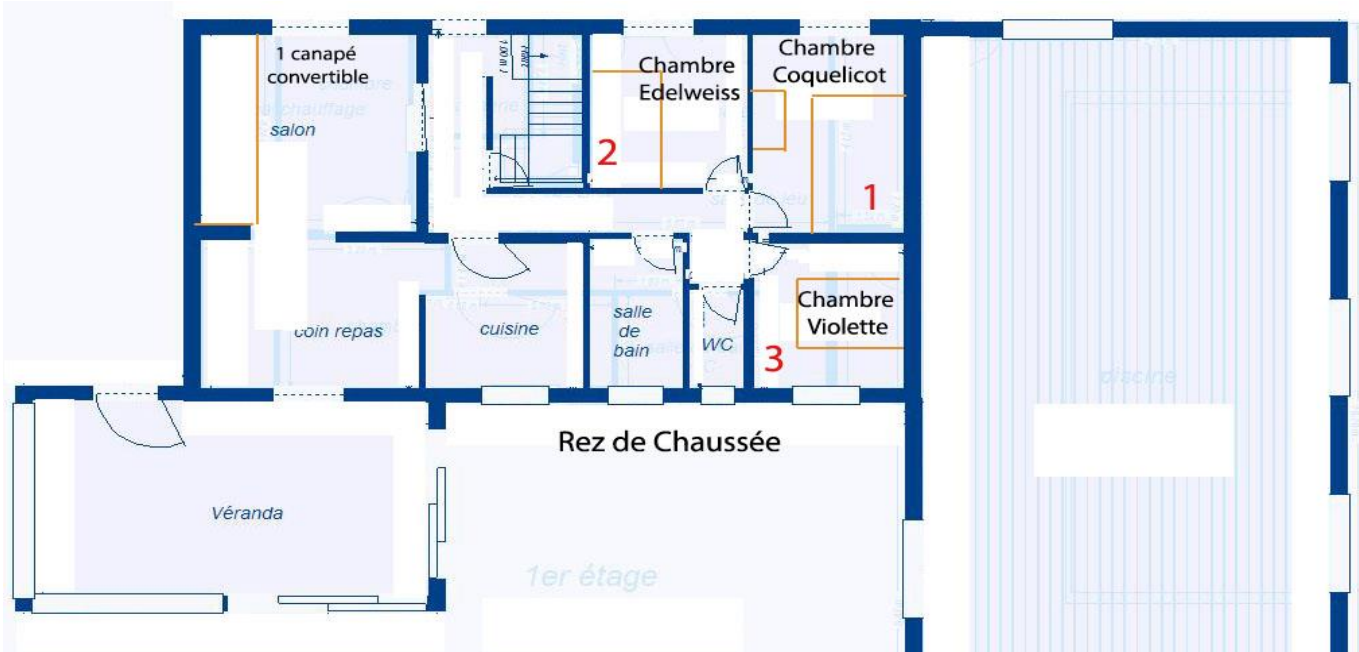 1 canapé
convertible
salon
Chambre
Edelweiss
2
Chambre
Coquelicot
1
coin repas
cuisine
salle
de
bain
WC
Chambre
Violette
3
Rez de Chaussée
Véranda
1er étage
piscine